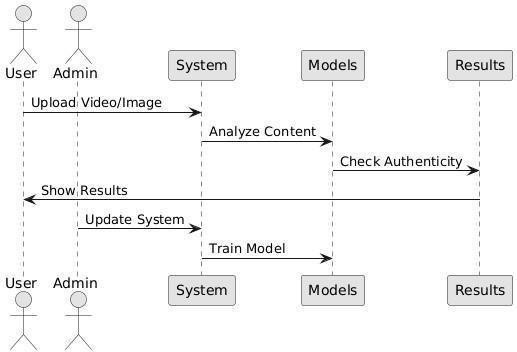 User Admin System Models Results
Upload Video/Image
Analyze Content
Check Authenticity
Show Results
Update System
Train Model
User Admin System Models Results